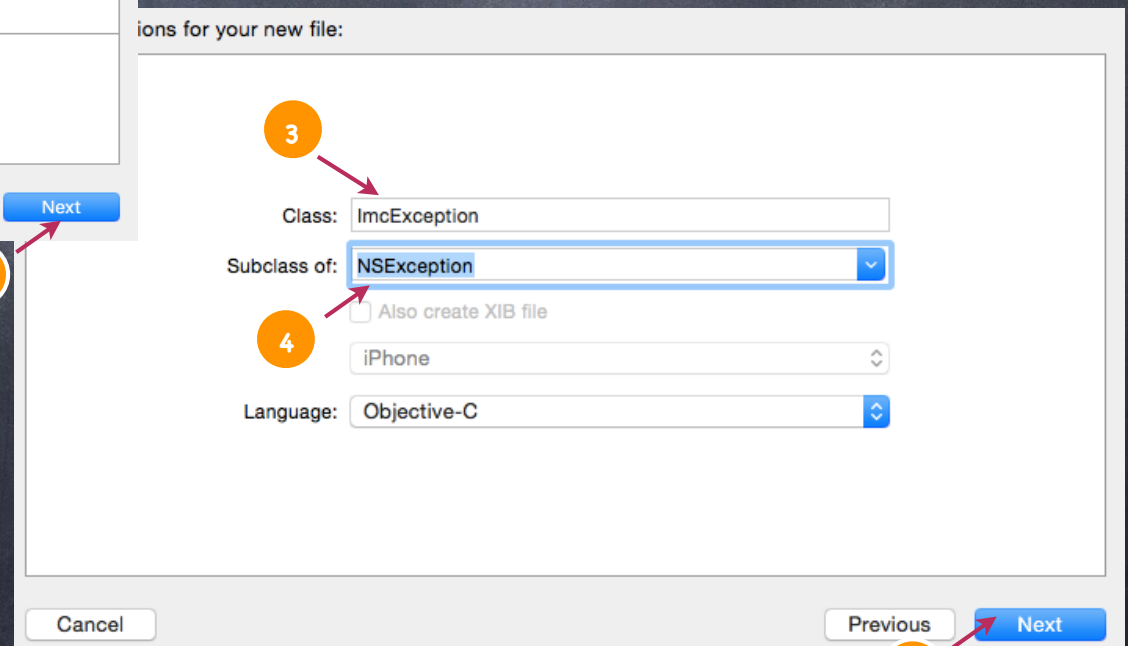 ions for your new file:
3
Next
Class: ImcException
Subclass of: NSException
Also create XIB file
4
iPhone
Language: Objective-C
Cancel
Previous
Next